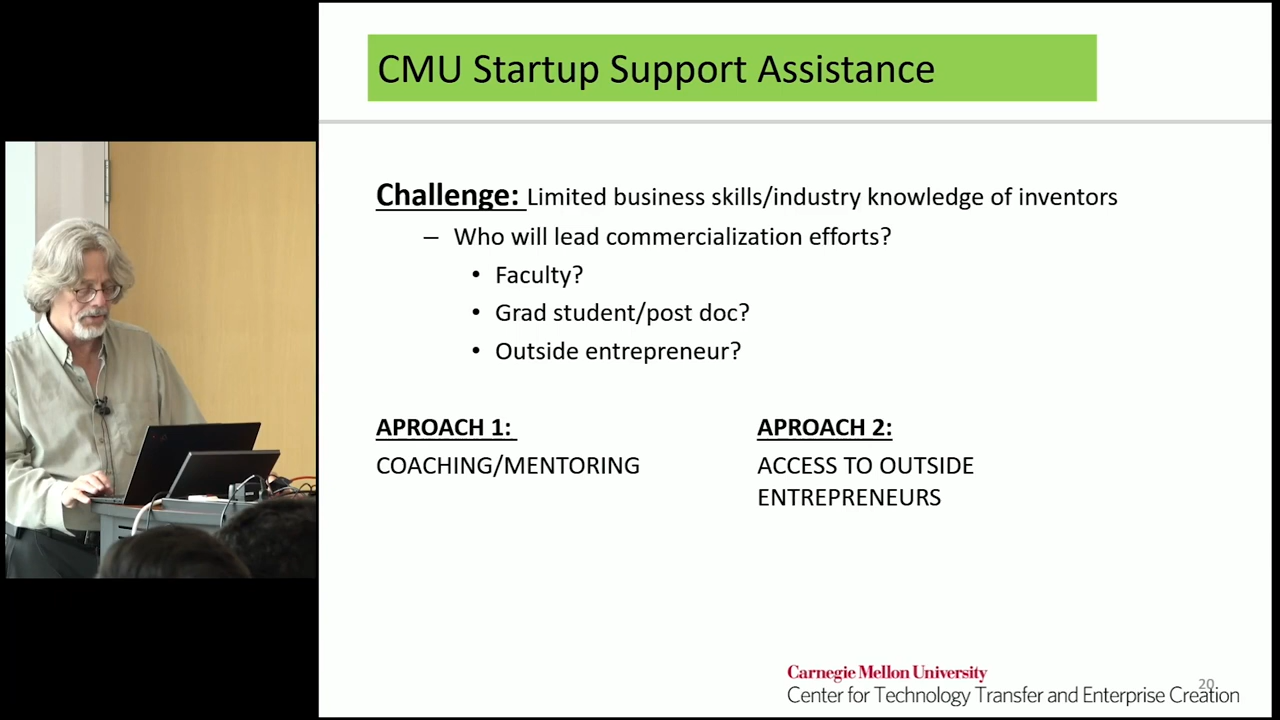 CMU Startup Support Assistance
Challenge: Limited business skills/industry knowledge of inventors
– Who will lead commercialization efforts?
• Faculty?
• Grad student/post doc?
• Outside entrepreneur?
APROACH 1:
COACHING/MENTORING
APROACH 2:
ACCESS TO OUTSIDE
ENTREPRENEURS
Carnegie Mellon University
Center for Technology Transfer and Enterprise Creation
20